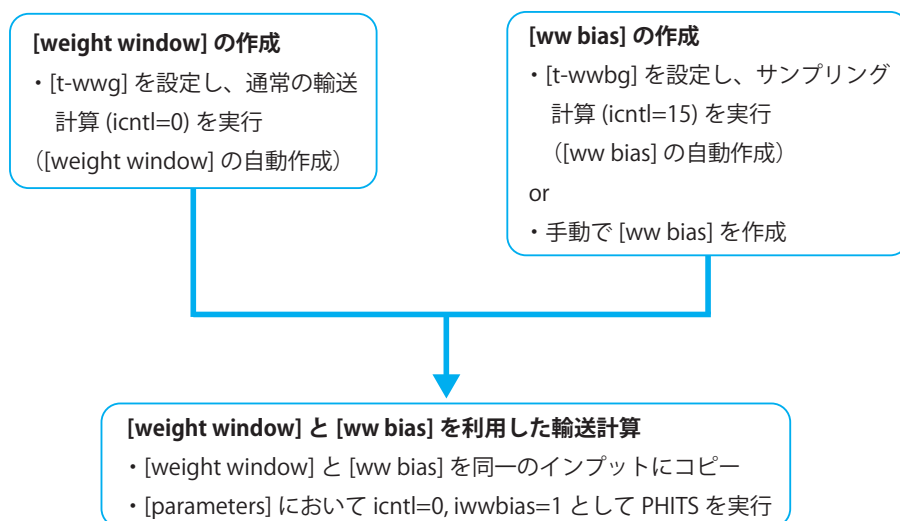 [weight window] の作成
・[t-wwg] を設定し、通常の輸送
計算 (icntl=0) を実行
（[weight window] の自動作成）
[ww bias] の作成
・[t-wwbg] を設定し、サンプリング
計算 (icntl=15) を実行
（[ww bias] の自動作成）
or
・手動で [ww bias] を作成
[weight window] と [ww bias] を利用した輸送計算
・[weight window] と [ww bias] を同一のインプットにコピー
・[parameters] において icntl=0, iwwbias=1 として PHITS を実行